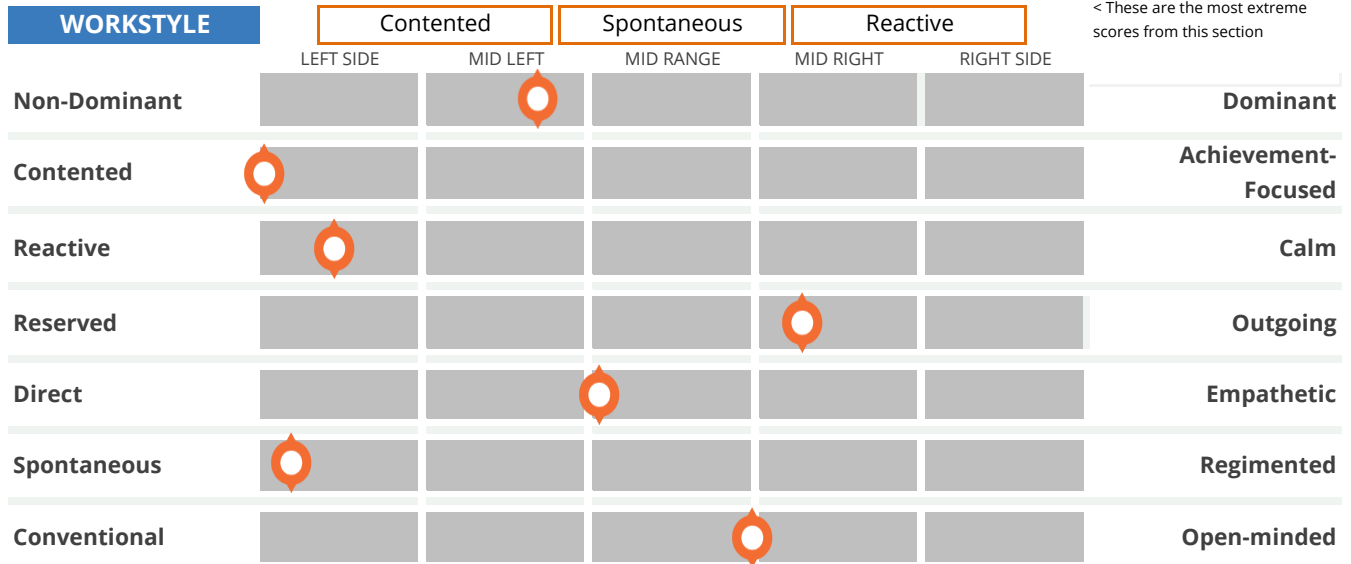 WORKSTYLE
Contented
Spontaneous
Reactive
< These are the most extreme
scores from this section
LEFT SIDE
MID LEFT
MID RANGE
MID RIGHT
RIGHT SIDE
Non-Dominant
Dominant
Contented
Achievement-
Focused
Reactive
Calm
Reserved
Outgoing
Direct
Empathetic
Spontaneous
Regimented
Conventional
Open-minded